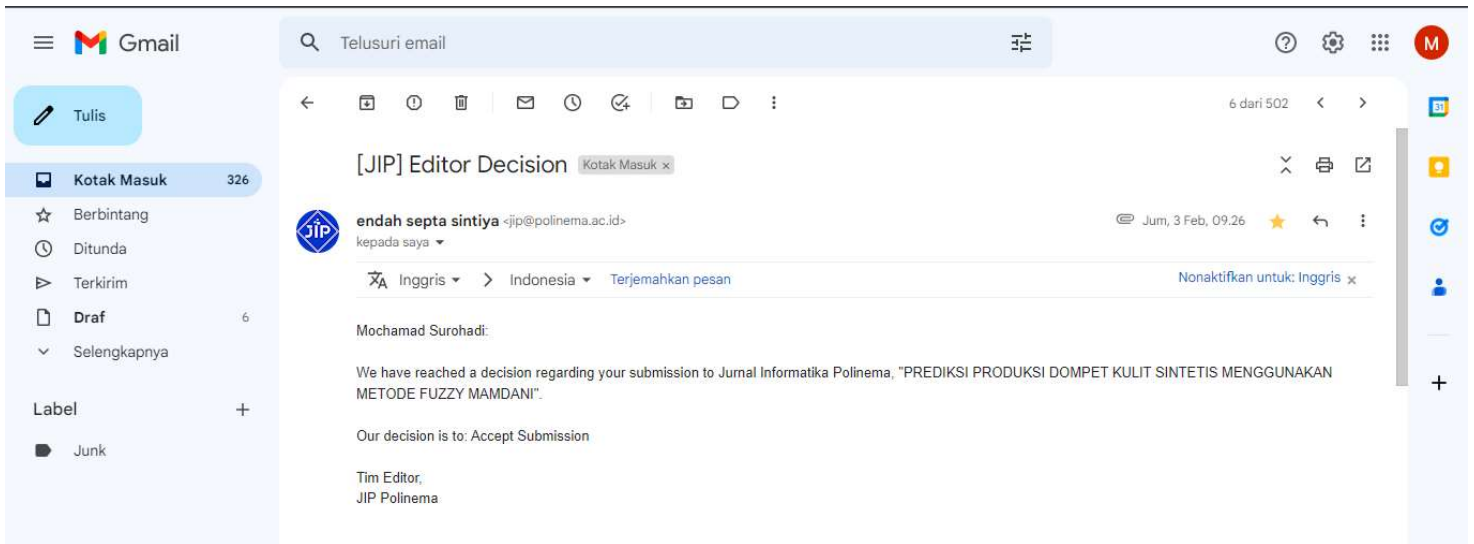 Gmail
Telusuri email
M
Tulis
6 dari 502
31
[JIP] Editor Decision Kotak Masuk x
Kotak Masuk 326
Berbintang
Ditunda
Terkirim
Draf 6
Selengkapnya
Label +
Junk
JIP
endah septa sintiya <jip@polinema.ac.id>
Jum, 3 Feb, 09.26
kepada saya
Inggris > Indonesia Terjemahkan pesan
Nonaktifkan untuk: Inggris x
Mochamad Surohadi:
We have reached a decision regarding your submission to Jurnal Informatika Polinema, "PREDIKSI PRODUKSI DOMPET KULIT SINTETIS MENGGUNAKAN
METODE FUZZY MAMDANI".
Our decision is to: Accept Submission
Tim Editor,
JIP Polinema